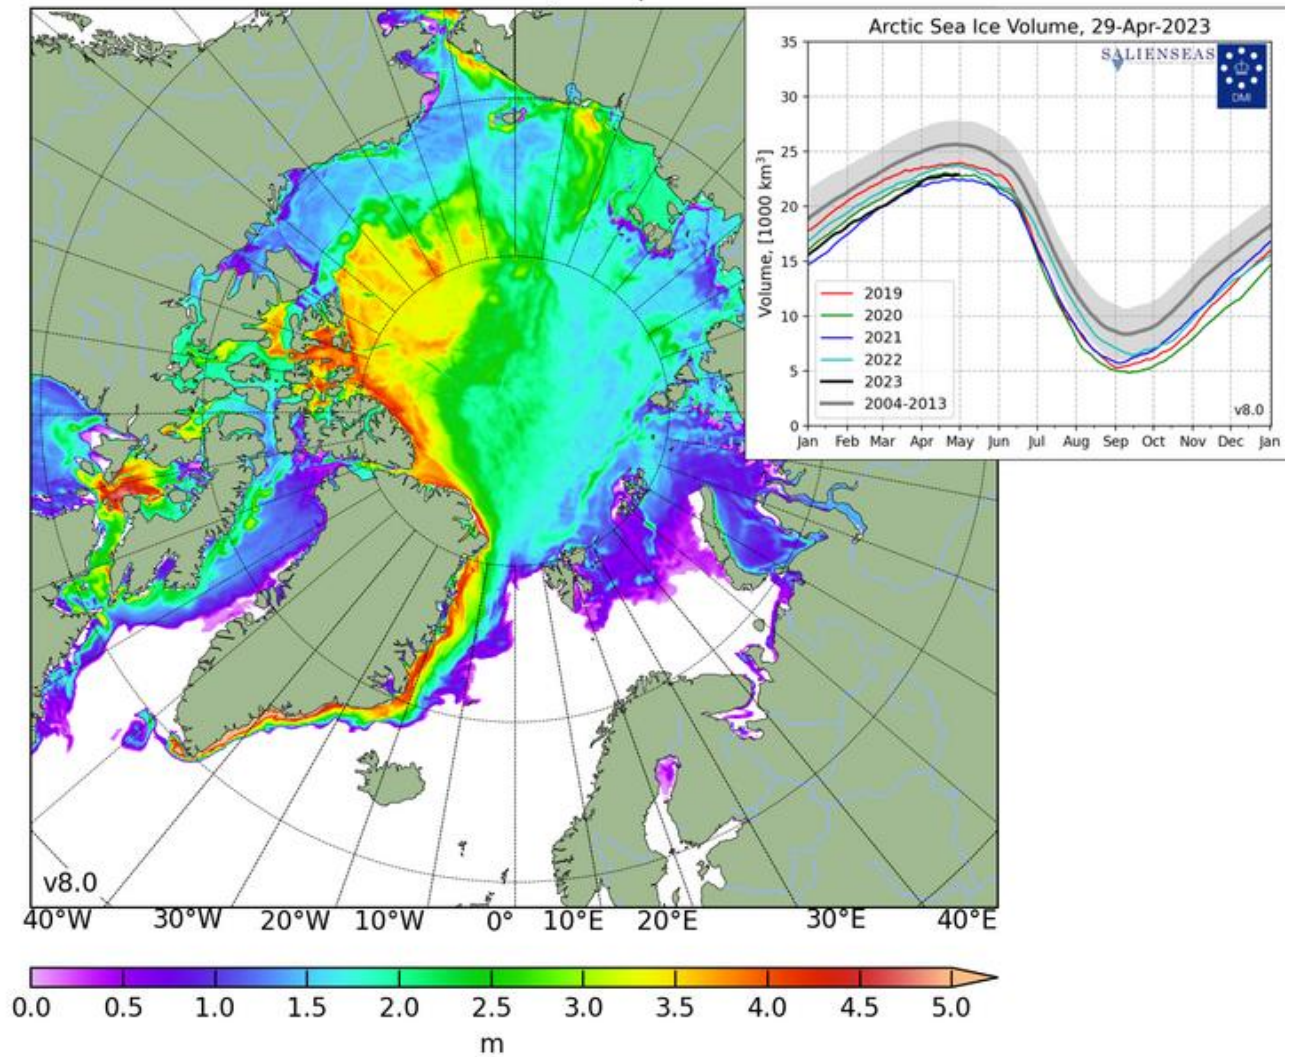 Arctic Sea Ice Volume, 29-Apr-2023
SALIENSEAS
DMI
Volume, [1000 km³]
35
30
25
20
15
10
5
0
2019
2020
2021
2022
2023
2004-2013
v8.0
Jan Feb Mar Apr May Jun Jul Aug Sep Oct Nov Dec Jan
v8.0
40°W 30°W 20°W 10°W 0° 10°E 20°E 30°E 40°E
0.0 0.5 1.0 1.5 2.0 2.5 3.0 3.5 4.0 4.5 5.0
m